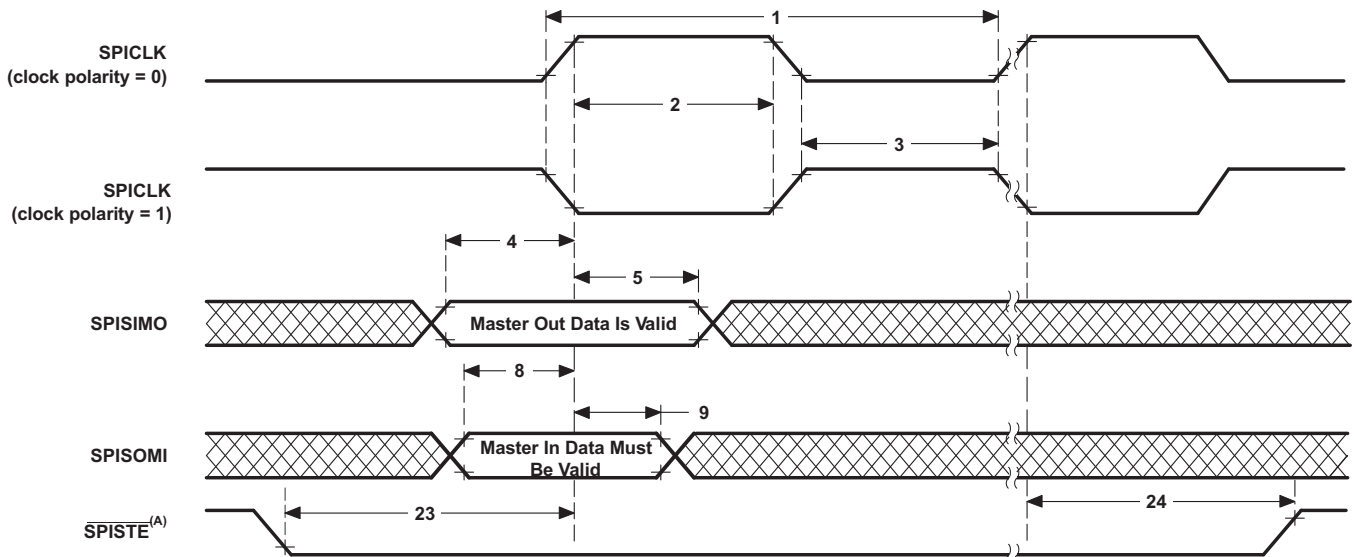 1
SPICLK
(clock polarity = 0)
2
3
SPICLK
(clock polarity = 1)
4
5
SPISIMO
Master Out Data Is Valid
8
9
SPISOMI
Master In Data Must
Be Valid
23
24
SPISTE(A)